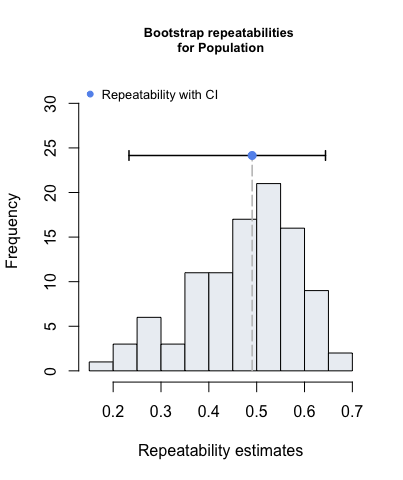 Bootstrap repeatabilities
for Population
Repeatability with CI
Frequency
30
25
20
15
10
5
0
0.2 0.3 0.4 0.5 0.6 0.7
Repeatability estimates